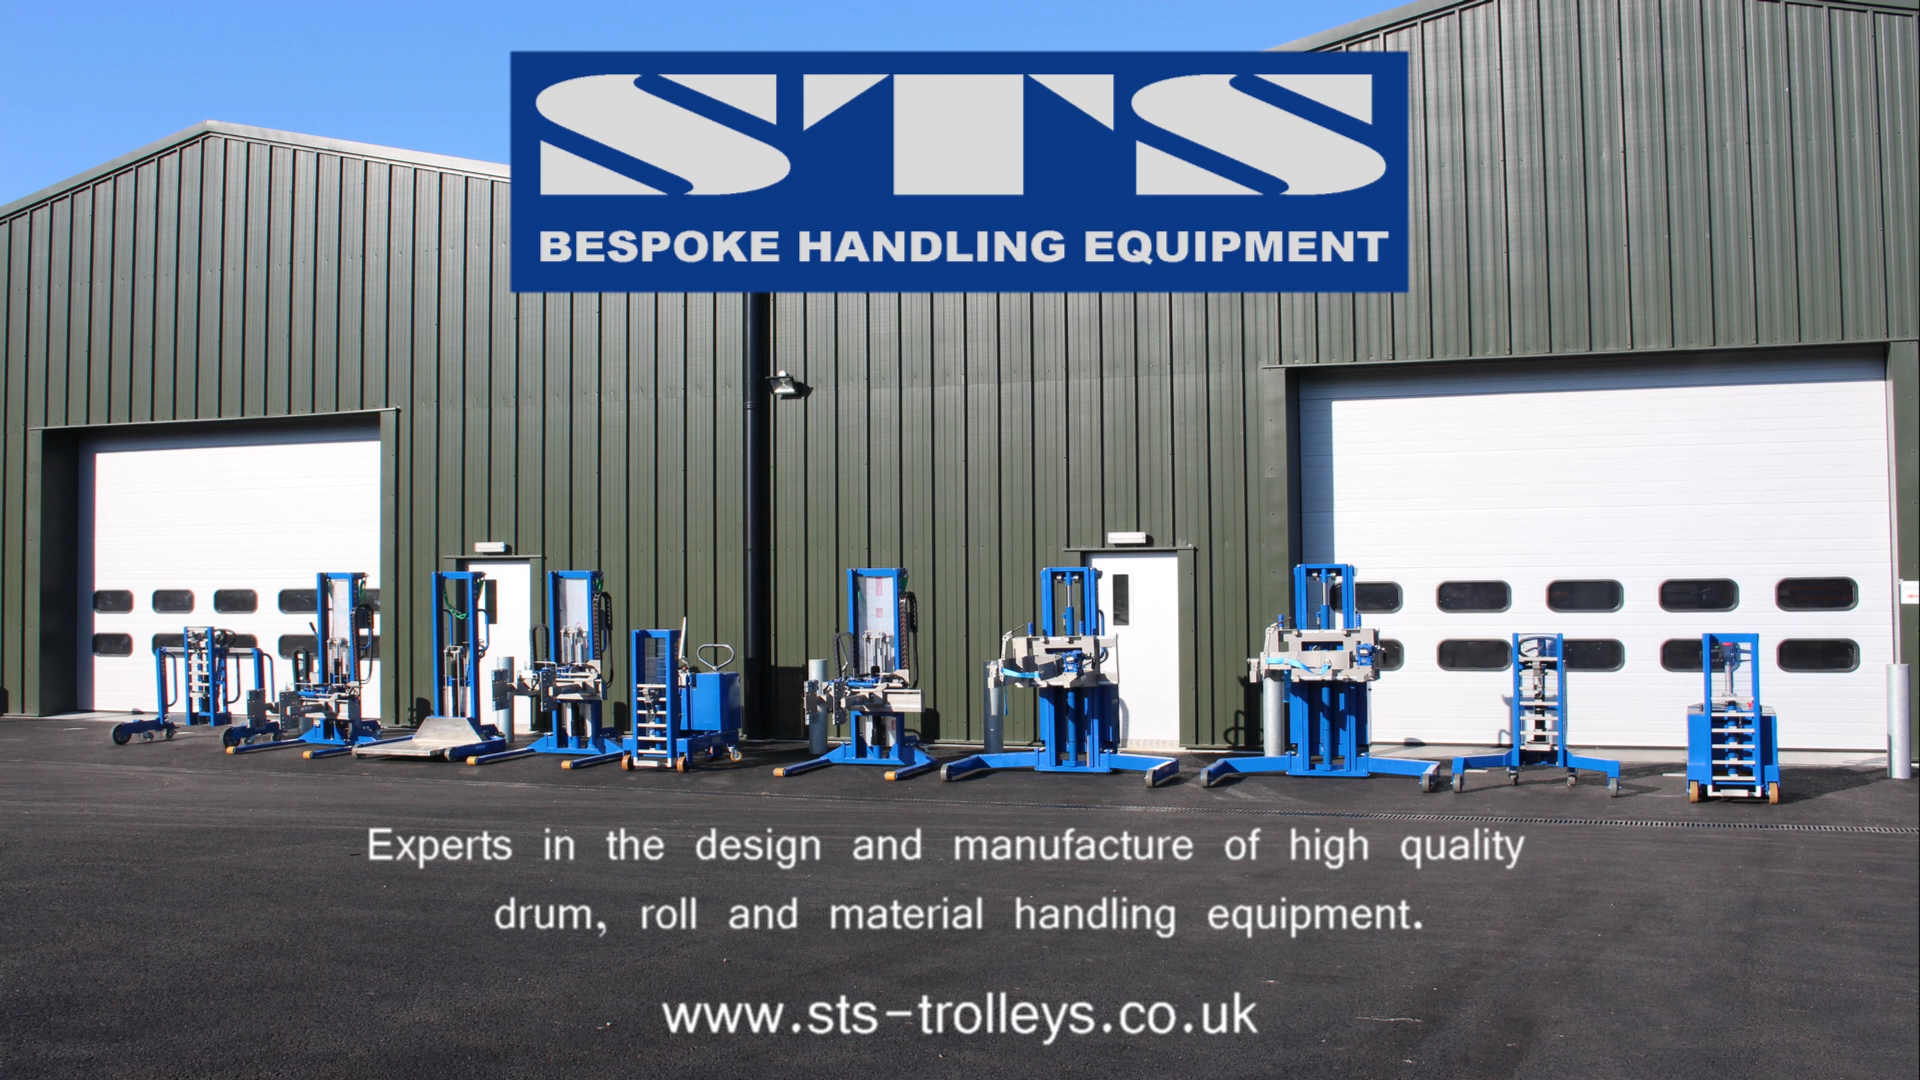 STS
BESPOKE HANDLING EQUIPMENT
Experts in the design and manufacture of high quality
drum, roll and material handling equipment.
www.sts-trolleys.co.uk